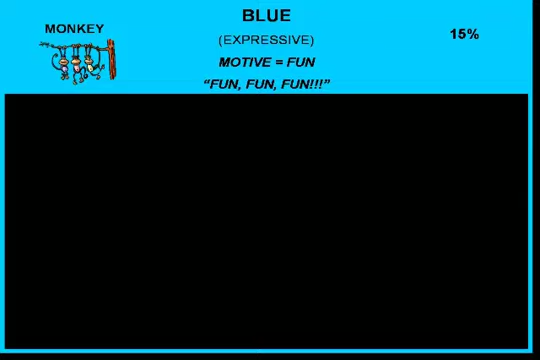 BLUE
MONKEY
15%
(EXPRESSIVE)
MOTIVE = FUN
“FUN, FUN, FUN!!!”